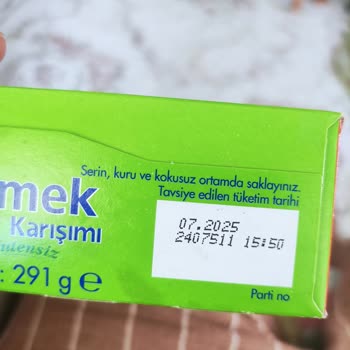 Serin, kuru ve kokusuz ortamda saklayınız.
Tavsiye edilen tüketim tarihi
mek
Karışımı
utensiz
: 291 g e
07.2025
2407511 15:50
Parti no